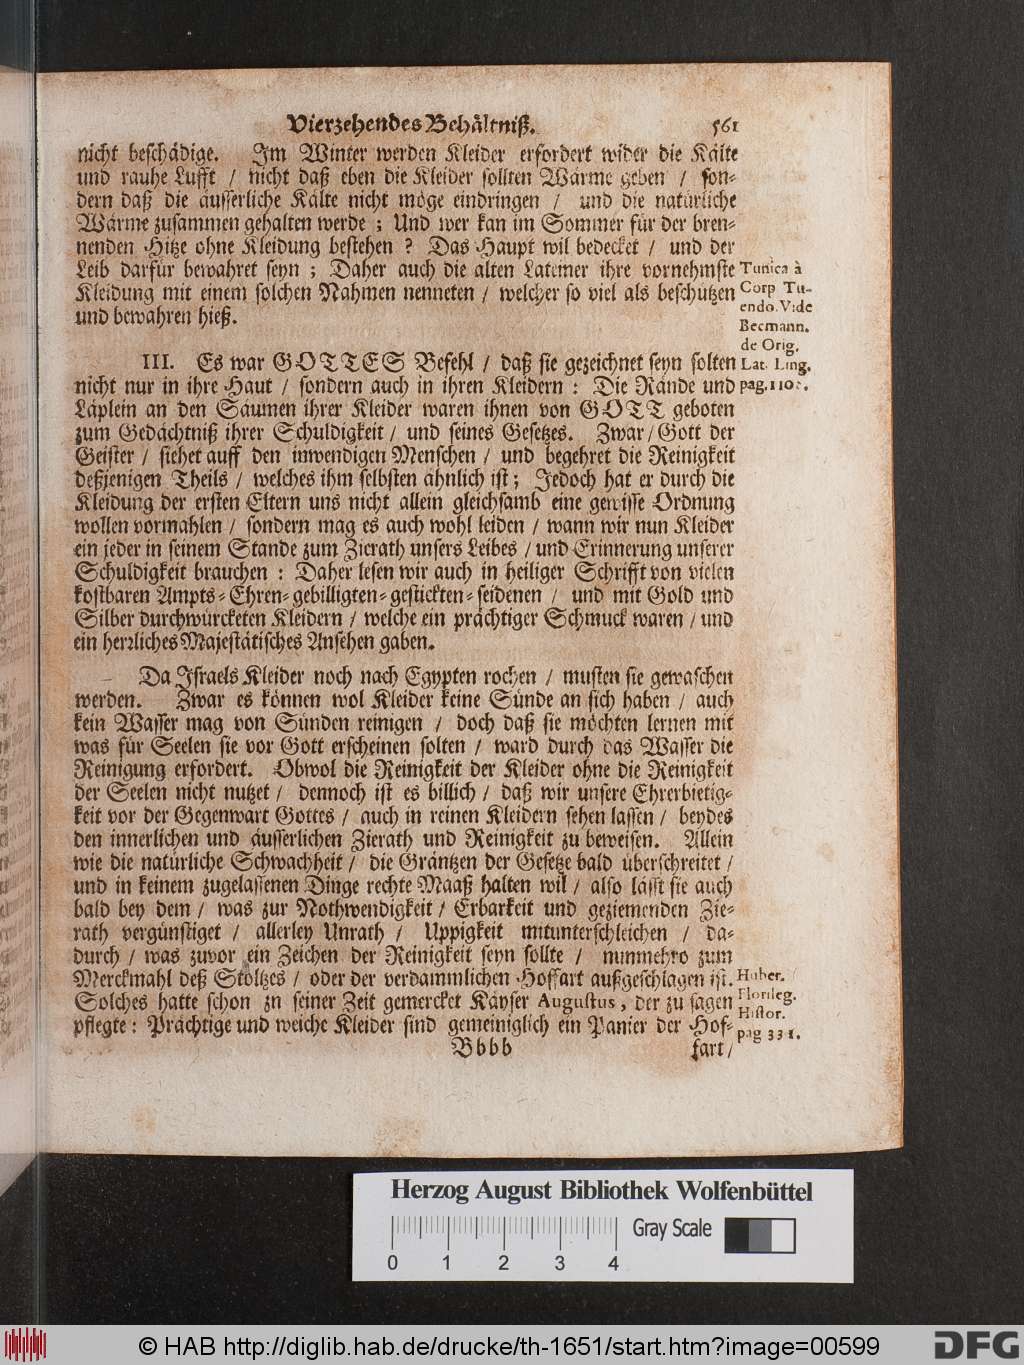 Vierzehendes Behältniß. 561
nicht beschädige. Im Winter werden Kleider erfordert wider die Kälte
und rauhe Lufft / nicht daß eben die Kleider sollten Wärme geben / son-
dern daß die äusserliche Kälte nicht möge eindringen / und die natürliche
Wärme zusammen gehalten werde ; Und wer kan im Sommer für der bren-
nenden Hitze ohne Kleidung bestehen ? Das Haupt wil bedecket / und der
Leib darfür bewahret seyn ; Daher auch die alten Lateiner ihre vornehmste
Kleidung mit einem solchen Nahmen nenneten / welcher so viel als beschützen
und bewahren hieß.
Tunica à
Corp Tu-
endo. Vide
Becmann.
de Orig.
Lat. Ling.
pag. 1105.
III. Es war GOTTES Befehl / daß sie gezeichnet seyn solten
nicht nur in ihre Haut / sondern auch in ihren Kleidern : Die Rände und
Läplein an den Säumen ihrer Kleider waren ihnen von GOTT geboten
zum Gedächtniß ihrer Schuldigkeit / und seines Gesetzes. Zwar / Gott der
Geister / siehet auff den inwendigen Menschen / und begehret die Reinigkeit
deßjenigen Theils / welches ihm selbsten ähnlich ist ; Jedoch hat er durch die
Kleidung der ersten Eltern uns nicht allein gleichsamb eine gewisse Ordnung
wollen vormahlen / sondern mag es auch wohl leiden / wann wir nun Kleider
ein jeder in seinem Stande zum Zierath unsers Leibes / und Erinnerung unserer
Schuldigkeit brauchen : Daher lesen wir auch in heiliger Schrifft von vielen
kostbaren Ampts-Ehren-gebilligten-gestickten-seidenen / und mit Gold und
Silber durchwürcketen Kleidern / welche ein prächtiger Schmuck waren / und
ein herzliches Majestätisches Ansehen gaben.
Da Israels Kleider noch nach Egypten rochen / musten sie gewaschen
werden. Zwar es können wol Kleider keine Sünde an sich haben / auch
kein Wasser mag von Sünden reinigen / doch daß sie möchten lernen mit
was für Seelen sie vor Gott erscheinen solten / ward durch das Wasser die
Reinigung erfordert. Obwol die Reinigkeit der Kleider ohne die Reinigkeit
der Seelen nicht nutzet / dennoch ist es billich / daß wir unsere Ehrerbietig-
keit vor der Gegenwart Gottes / auch in reinen Kleidern sehen lassen / beydes
den innerlichen und äusserlichen Zierath und Reinigkeit zu beweisen. Allein
wie die natürliche Schwachheit / die Gräntzen der Gesetze bald überschreitet /
und in keinem zugelassenen Dinge rechte Maaß halten wil / also lässt sie auch
bald bey dem / was zur Nothwendigkeit / Erbarkeit und geziemenden Zie-
rath vergünstiget / allerley Unrath / Uppigkeit mitunterschleichen / da-
durch / was zuvor ein Zeichen der Reinigkeit seyn sollte / nunmehro zum
Merckmahl deß Stoltzes / oder der verdammlichen Hoffart außgeschlagen ist.
Solches hatte schon zu seiner Zeit gemercket Käyser Augustus, der zu sagen
pflegte : Prächtige und weiche Kleider sind gemeiniglich ein Panier der Hof-
Huber.
Florileg.
Histor.
pag 331.
Bbbb fart /
Herzog August Bibliothek Wolfenbüttel
Gray Scale
0 1 2 3 4
© HAB http://diglib.hab.de/drucke/th-1651/start.htm?image=00599
DFG